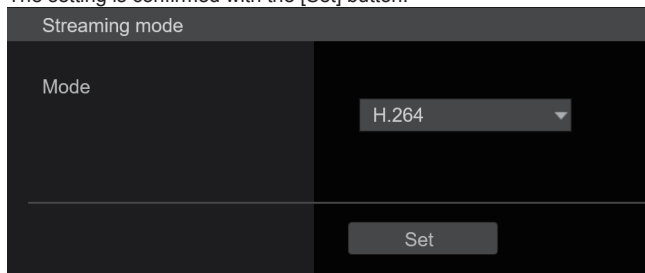 The setting is confirmed with the [Set] button.
Streaming mode
Mode
H.264
Set